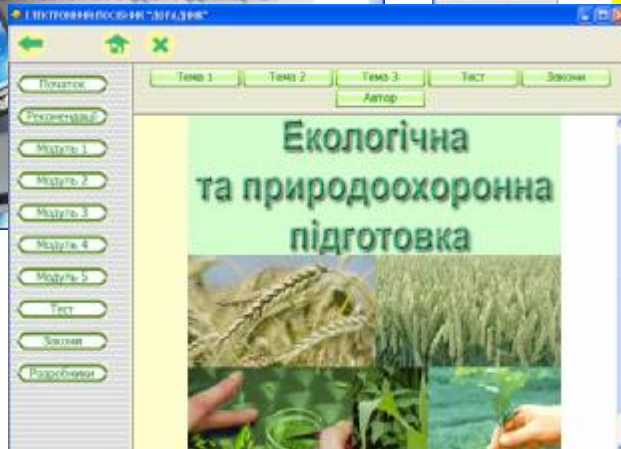 ЕЛЕКТРОННИЙ ПОСІБНИК "ДОРАДНИК"
Тема 1
Тема 2
Тема 3
Тест
Закони
Автор
Початок
Рекомендації
Модуль 1
Модуль 2
Модуль 3
Модуль 4
Модуль 5
Тест
Закони
Розробники
Екологічна
та природоохоронна
підготовка